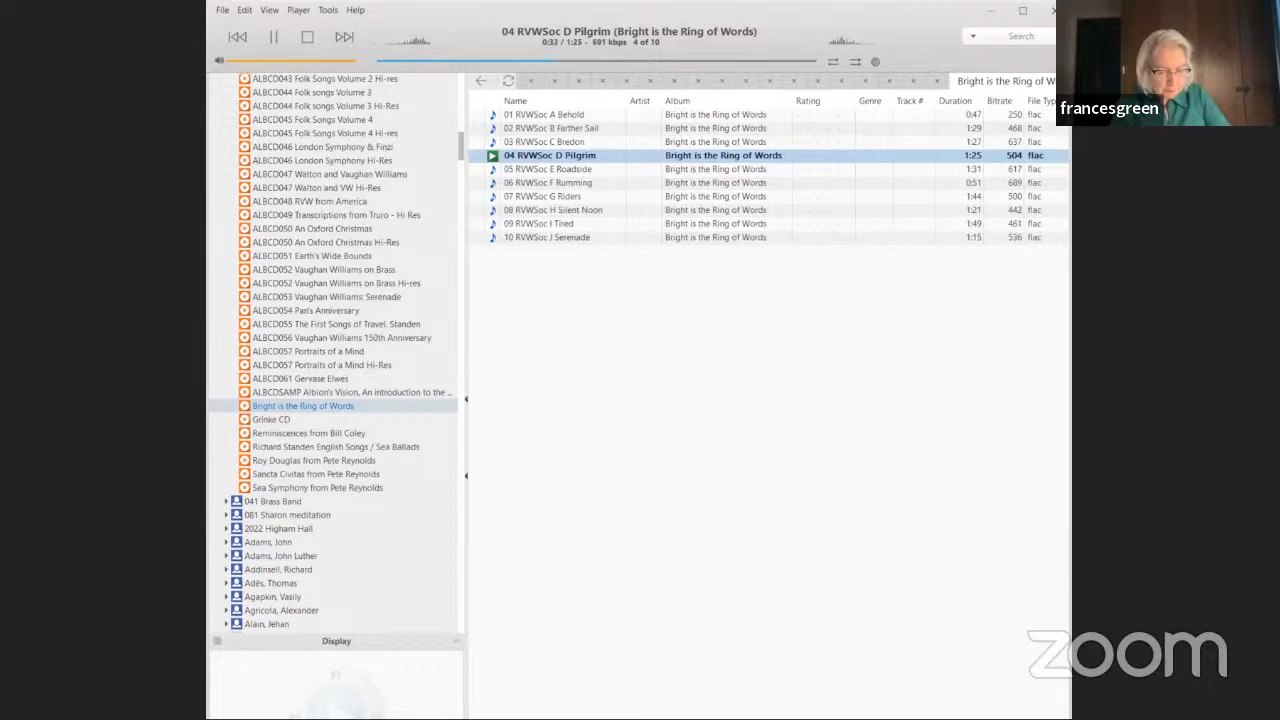 File Edit View Player Tools Help
04 RVWSoc D Pilgrim (Bright is the Ring of Words)
0:33 / 1:25 - 691 kbps 4 of 10
Search
francesgreen
Bright is the Ring of W
ALBCD043 Folk Songs Volume 2 Hi-res
ALBCD044 Folk songs Volume 3
ALBCD044 Folk songs Volume 3 Hi-Res
ALBCD045 Folk Songs Volume 4
ALBCD045 Folk Songs Volume 4 Hi-res
ALBCD046 London Symphony & Finzi
ALBCD046 London Symphony Hi-Res
ALBCD047 Walton and Vaughan Williams
ALBCD047 Walton and VW Hi-Res
ALBCD048 RVW from America
ALBCD049 Transcriptions from Truro - Hi Res
ALBCD050 An Oxford Christmas
ALBCD050 An Oxford Christmas Hi-Res
ALBCD051 Earth's Wide Bounds
ALBCD052 Vaughan Williams on Brass
ALBCD052 Vaughan Williams on Brass Hi-res
ALBCD053 Vaughan Williams: Serenade
ALBCD054 Pan's Anniversary
ALBCD055 The First Songs of Travel. Standen
ALBCD056 Vaughan Williams 150th Anniversary
ALBCD057 Portraits of a Mind
ALBCD057 Portraits of a Mind Hi-Res
ALBCD061 Gervase Elwes
ALBCDSAMP Albion's Vision, An introduction to the ...
Bright is the Ring of Words
Grinke CD
Reminiscences from Bill Coley
Richard Standen English Songs / Sea Ballads
Roy Douglas from Pete Reynolds
Sancta Civitas from Pete Reynolds
Sea Symphony from Pete Reynolds
041 Brass Band
081 Sharon meditation
2022 Higham Hall
Adams, John
Adams, John Luther
Addinsell, Richard
Adès, Thomas
Agapkin, Vasily
Agricola, Alexander
Alain, Jehan
Display
Name Artist Album Rating Genre Track # Duration Bitrate File Typ
01 RVWSoc A Behold Bright is the Ring of Words 0:47 250 flac
02 RVWSoc B Farther Sail Bright is the Ring of Words 1:29 468 flac
03 RVWSoc C Bredon Bright is the Ring of Words 1:27 637 flac
04 RVWSoc D Pilgrim Bright is the Ring of Words 1:25 504 flac
05 RVWSoc E Roadside Bright is the Ring of Words 1:31 617 flac
06 RVWSoc F Rumming Bright is the Ring of Words 0:51 689 flac
07 RVWSoc G Riders Bright is the Ring of Words 1:44 500 flac
08 RVWSoc H Silent Noon Bright is the Ring of Words 1:21 442 flac
09 RVWSoc I Tired Bright is the Ring of Words 1:49 461 flac
10 RVWSoc J Serenade Bright is the Ring of Words 1:15 536 flac
zoom